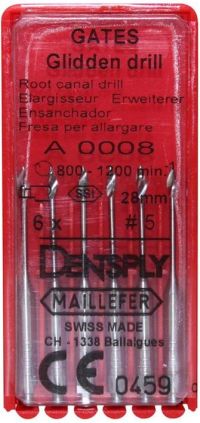 GATES
Glidden drill
Root canal drill
Elargisseur Erweiterer
Ensanchador
Fresa per allargare
A 0008
800 - 1200 min⁻¹
SSt
28mm
6 x # 5
DENTSPLY
MAILLEFER
SWISS MADE
CH - 1338 Ballaigues
CE 0459